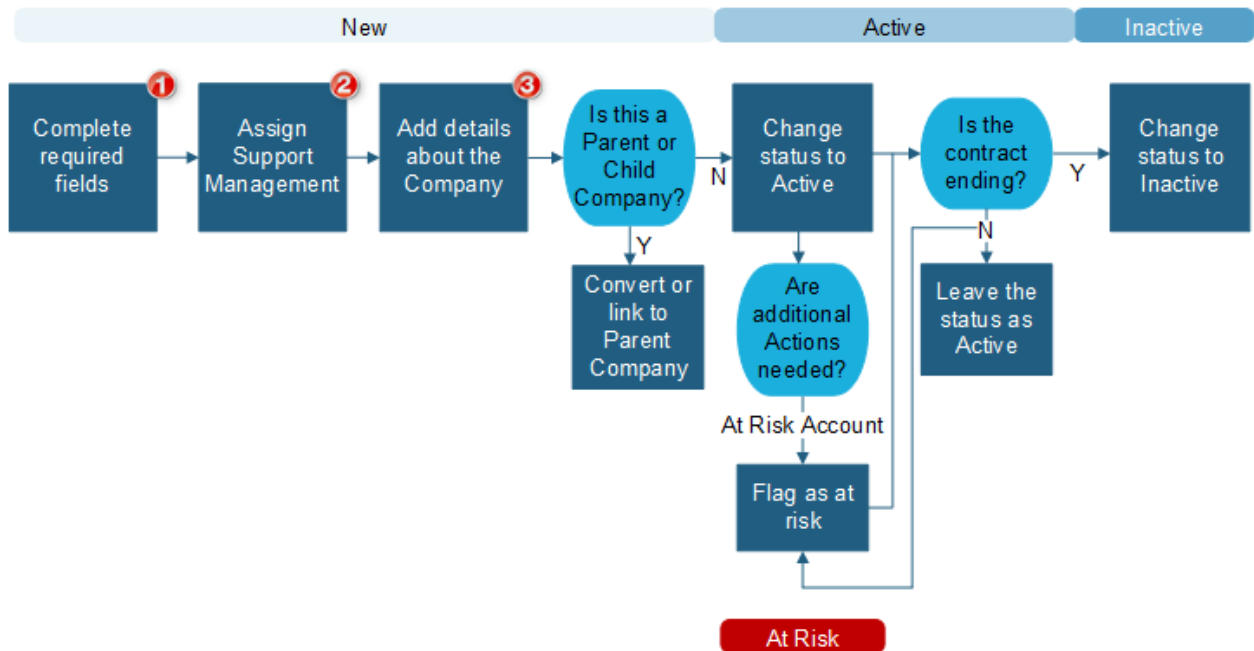 New
Active
Inactive
1
2
3
Complete
required
fields
Assign
Support
Management
Add details
about the
Company
Is this a
Parent or
Child
Company?
N
Y
Convert or
link to
Parent
Company
Change
status to
Active
Are
additional
Actions
needed?
At Risk Account
Flag as at
risk
At Risk
Is the
contract
ending?
Y
N
Leave the
status as
Active
Change
status to
Inactive